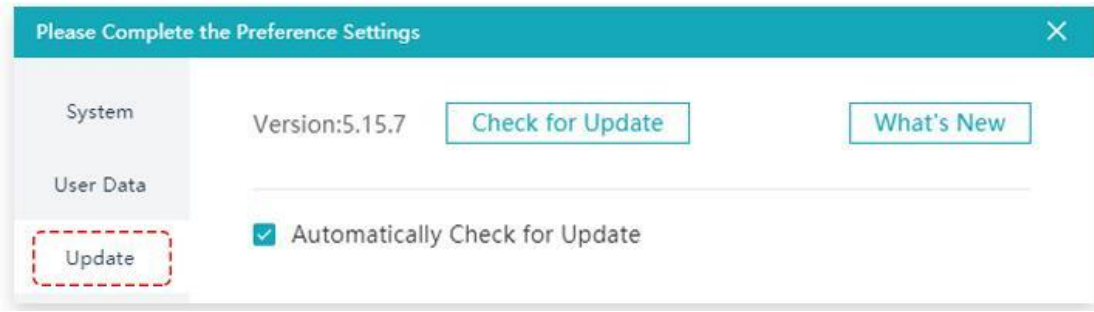 Please Complete the Preference Settings
System
Version:5.15.7 Check for Update What's New
User Data
Automatically Check for Update
Update